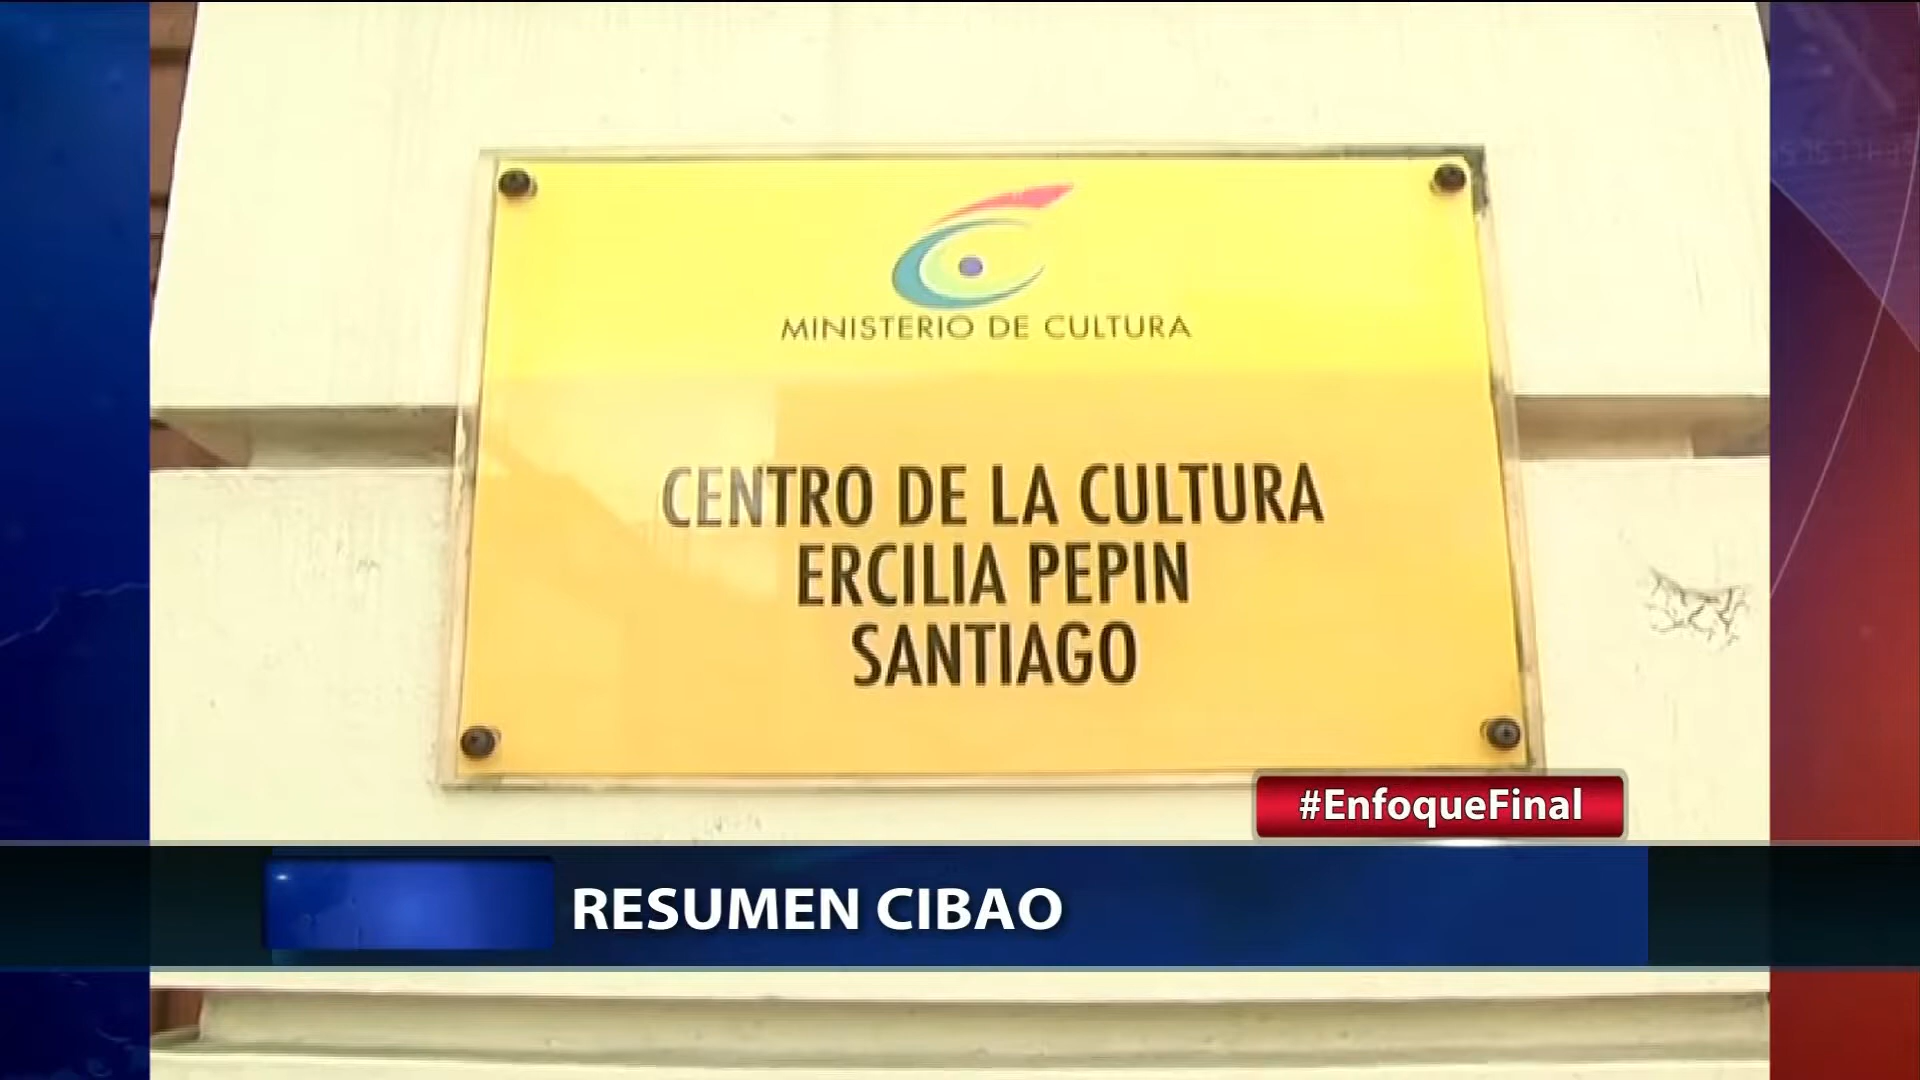 MINISTERIO DE CULTURA
CENTRO DE LA CULTURA
ERCILIA PEPIN
SANTIAGO
#EnfoqueFinal
RESUMEN CIBAO